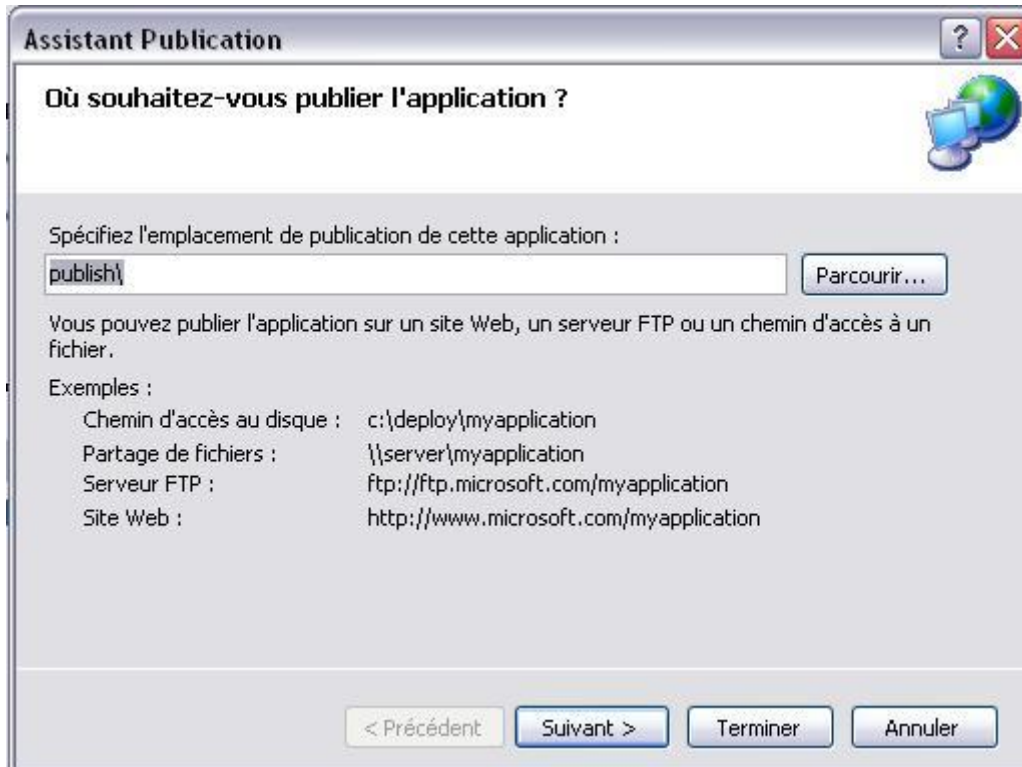 Assistant Publication
Où souhaitez-vous publier l'application ?
Spécifiez l'emplacement de publication de cette application :
publish\
Parcourir...
Vous pouvez publier l'application sur un site Web, un serveur FTP ou un chemin d'accès à un
fichier.
Exemples :
Chemin d'accès au disque : c:\deploy\myapplication
Partage de fichiers : \\server\myapplication
Serveur FTP : ftp://ftp.microsoft.com/myapplication
Site Web : http://www.microsoft.com/myapplication
< Précédent Suivant > Terminer Annuler